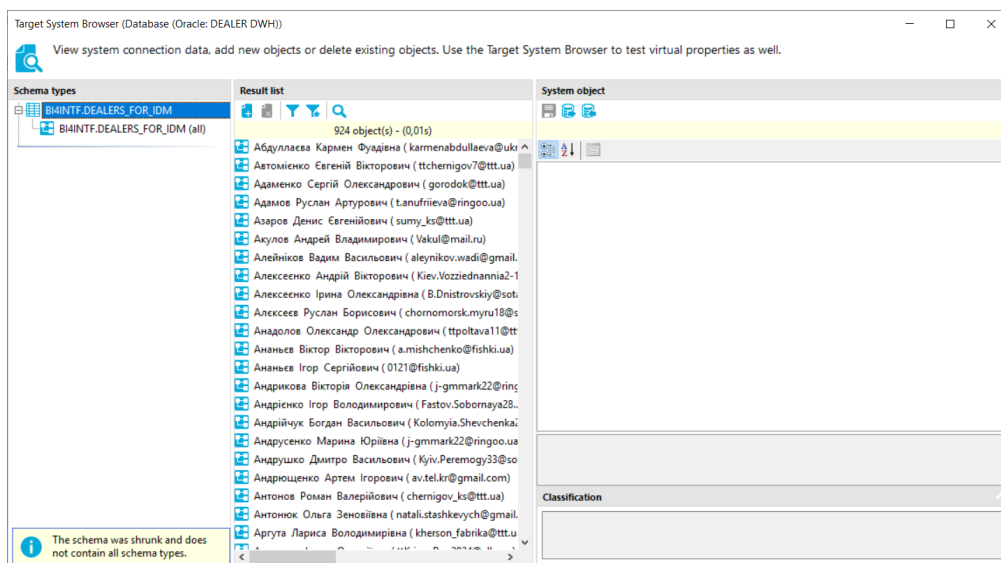 Target System Browser (Database (Oracle: DEALER DWH))
View system connection data, add new objects or delete existing objects. Use the Target System Browser to test virtual properties as well.
Schema types
BI4INTF.DEALERS_FOR_IDM
BI4INTF.DEALERS_FOR_IDM (all)
The schema was shrunk and does
not contain all schema types.
Result list
924 object(s) - (0,01s)
Абдуллаєва Кармен Фуадівна ( karmenabdullaeva@ukr
Автомієнко Євгеній Вікторович ( ttchernigov7@ttt.ua)
Адаменко Сергій Олександрович ( gorodok@ttt.ua)
Адамов Руслан Артурович ( t.anufriieva@ringoo.ua)
Азаров Денис Євгенійович ( sumy_ks@ttt.ua)
Акулов Андрей Владимирович ( Vakul@mail.ru)
Алейніков Вадим Васильович ( aleynikov.wadi@gmail.
Алексеєнко Андрій Вікторович ( Kiev.Vozziednannia2-1
Алексеєнко Ірина Олександрівна ( B.Dnistrovskiy@sot
Алєксеєв Руслан Борисович ( chornomorsk.myru18@s
Анадолов Олександр Олександрович ( ttpoltava11@tt
Ананьєв Віктор Вікторович ( a.mishchenko@fishki.ua)
Ананьєв Ігор Сергійович ( 0121@fishki.ua)
Андрикова Вікторія Олександрівна ( j-gmmark22@ring
Андрієнко Ігор Володимирович ( Fastov.Sobornaya28...
Андрійчук Богдан Васильович ( Kolomyia.Shevchenka2
Андрусенко Марина Юріївна ( j-gmmark22@ringoo.ua
Андрушко Дмитро Васильович ( Kyiv.Peremogy33@so
Андрющенко Артем Ігорович ( av.tel.kr@gmail.com)
Антонов Роман Валерійович ( chernigov_ks@ttt.ua)
Антонюк Ольга Зеновіївна ( natali.stashkevych@gmail.
Аргута Лариса Володимирівна ( kherson_fabrika@ttt.u
System object
Classification